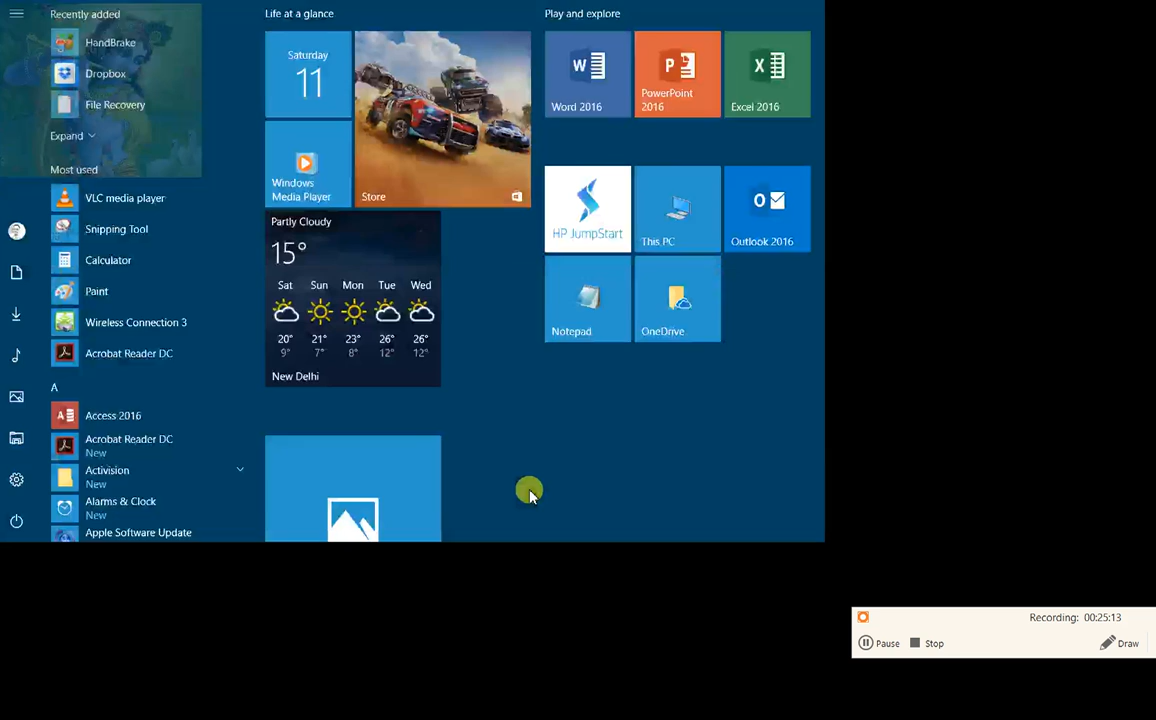 Recently added
HandBrake
Dropbox
File Recovery
Expand
Most used
VLC media player
Snipping Tool
Calculator
Paint
Wireless Connection 3
Acrobat Reader DC
A
Access 2016
Acrobat Reader DC
New
Activision
New
Alarms & Clock
New
Apple Software Update
Life at a glance
Saturday
11
Windows
Media Player
Store
Partly Cloudy
15°
Sat Sun Mon Tue Wed
20° 21° 23° 26° 26°
9° 7° 8° 12° 12°
New Delhi
Play and explore
Word 2016
PowerPoint
2016
Excel 2016
HP JumpStart
This PC
Outlook 2016
Notepad
OneDrive
Recording: 00:25:13
Pause Stop Draw